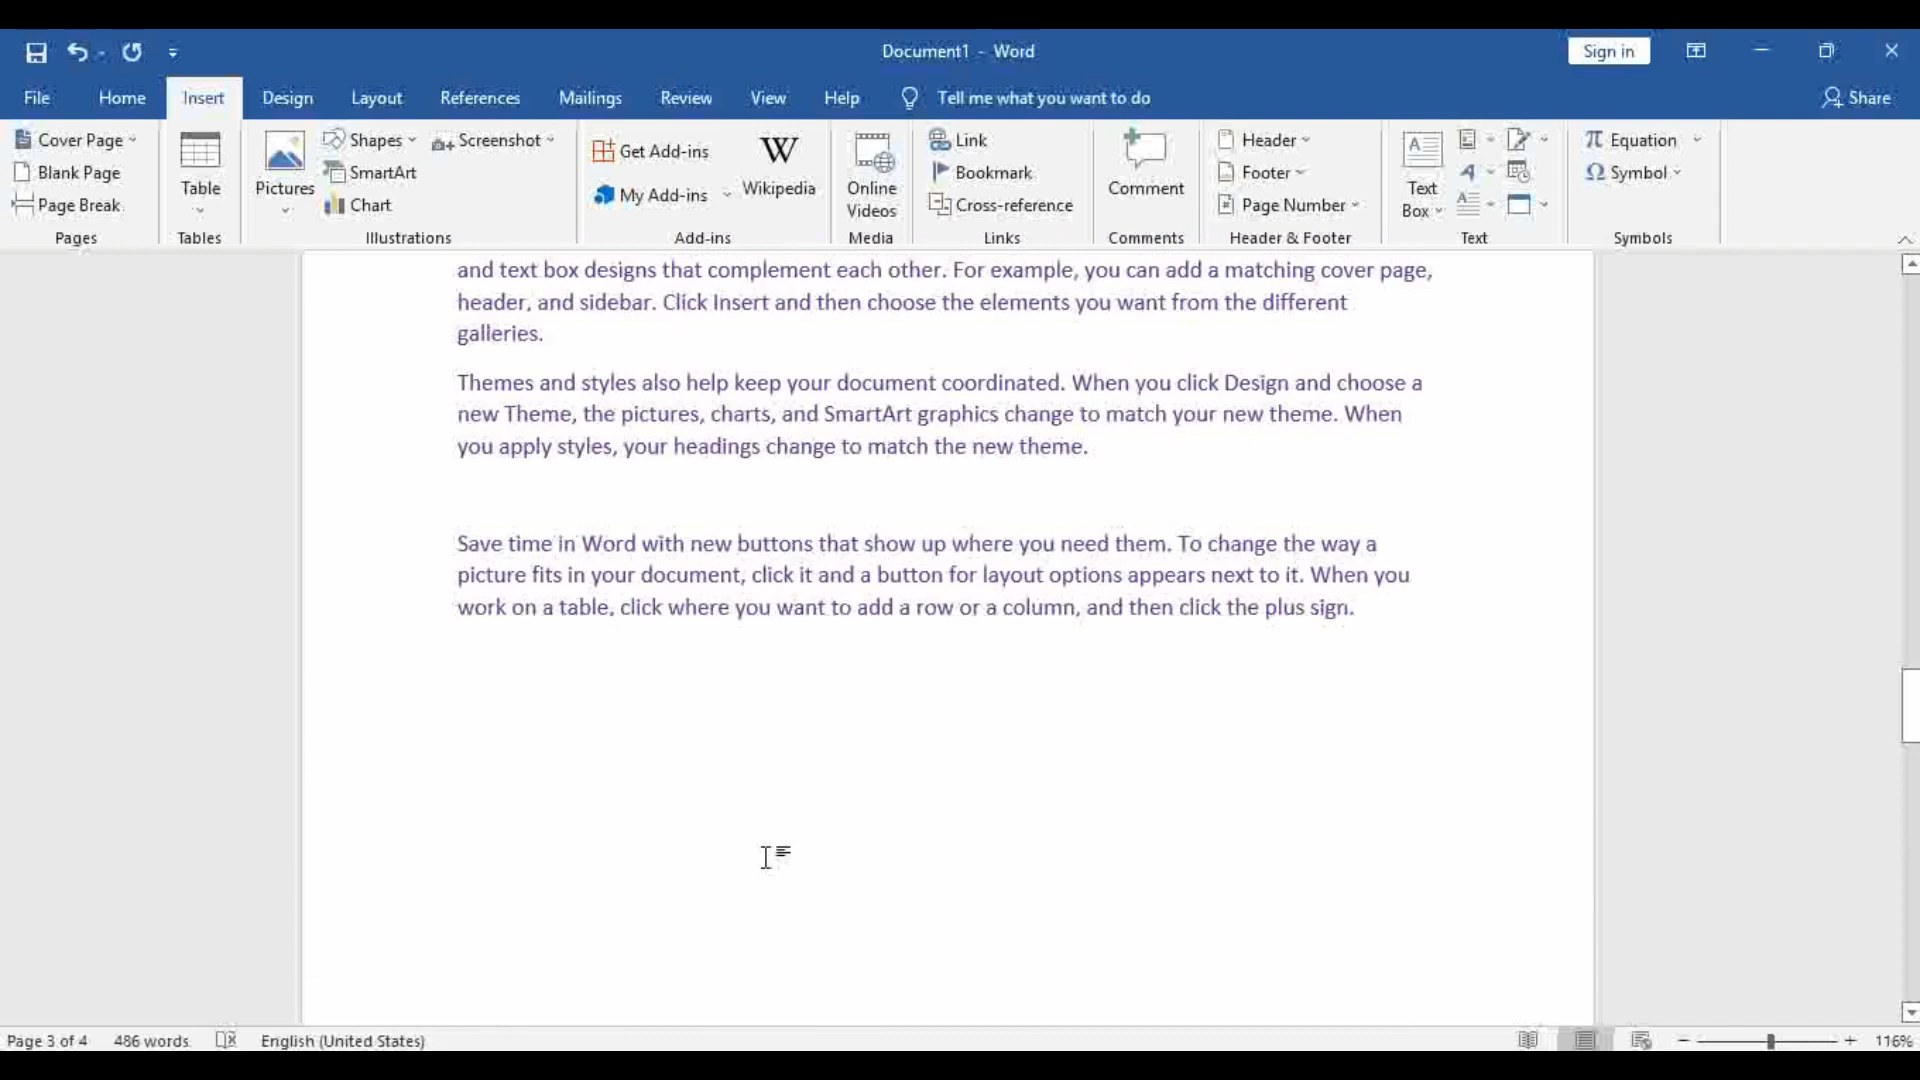 Document1 - Word
Sign in
File Home Insert Design Layout References Mailings Review View Help Tell me what you want to do Share
Cover Page
Blank Page
Page Break
Pages
Table
Tables
Pictures
Shapes
SmartArt
Chart
Screenshot
Illustrations
Get Add-ins
My Add-ins
W
Wikipedia
Add-ins
Online
Videos
Media
Link
Bookmark
Cross-reference
Links
Comment
Comments
Header
Footer
Page Number
Header & Footer
A
Text
Box
A
A
Text
π Equation
Ω Symbol
Symbols
and text box designs that complement each other. For example, you can add a matching cover page,
header, and sidebar. Click Insert and then choose the elements you want from the different
galleries.
Themes and styles also help keep your document coordinated. When you click Design and choose a
new Theme, the pictures, charts, and SmartArt graphics change to match your new theme. When
you apply styles, your headings change to match the new theme.
Save time in Word with new buttons that show up where you need them. To change the way a
picture fits in your document, click it and a button for layout options appears next to it. When you
work on a table, click where you want to add a row or a column, and then click the plus sign.
Page 3 of 4 486 words English (United States) 116%